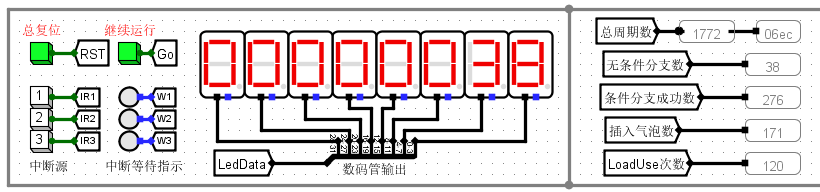 总复位
RST
继续运行
Go
00000038
1 IR1
2 IR2
3 IR3
中断源
W1
W2
W3
中断等待指示
LedData
数码管输出
总周期数 1772 06ec
无条件分支数 38
条件分支成功数 276
插入气泡数 171
LoadUse次数 120